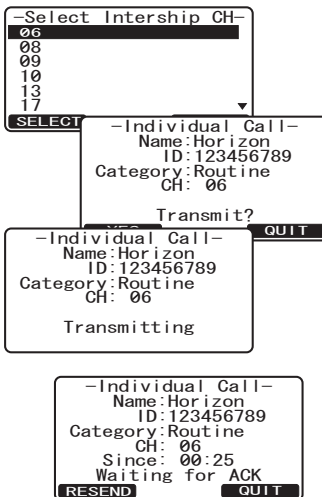 -Select Intership CH-
06
08
09
10
13
17
SELECT
-Individual Call-
Name:Horizon
ID:123456789
Category:Routine
CH: 06
Transmit?
YES QUIT
-Individual Call-
Name:Horizon
ID:123456789
Category:Routine
CH: 06
Transmitting
-Individual Call-
Name:Horizon
ID:123456789
Category:Routine
CH: 06
Since: 00:25
Waiting for ACK
RESEND QUIT